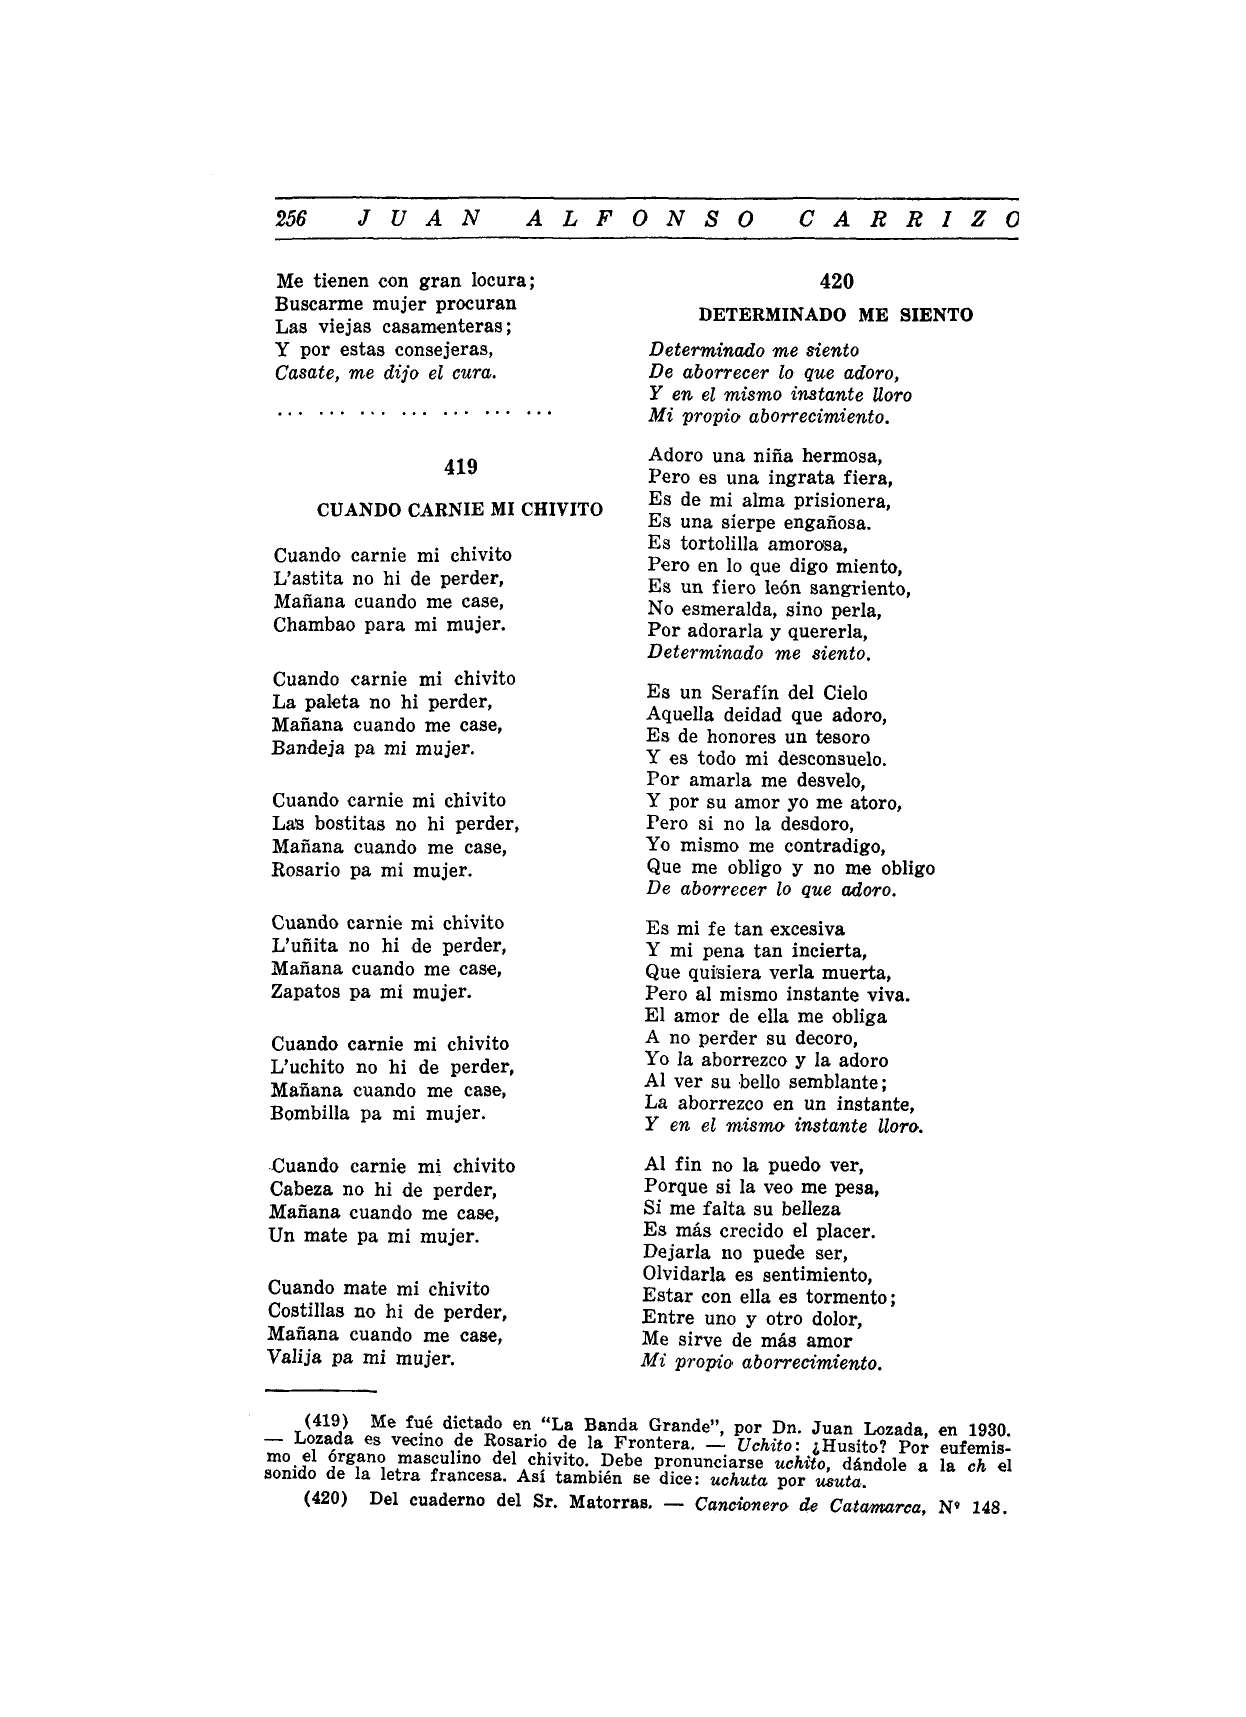 256 JUAN ALFONSO CARRIZO
Me tienen con gran locura;
Buscarme mujer procuran
Las viejas casamenteras;
Y por estas consejeras,
Casate, me dijo el cura.
... ... ... ... ... ... ...
419
CUANDO CARNIE MI CHIVITO
Cuando carnie mi chivito
L'astita no hi de perder,
Mañana cuando me case,
Chambao para mi mujer.
Cuando carnie mi chivito
La paleta no hi perder,
Mañana cuando me case,
Bandeja pa mi mujer.
Cuando carnie mi chivito
Las bostitas no hi perder,
Mañana cuando me case,
Rosario pa mi mujer.
Cuando carnie mi chivito
L'uñita no hi de perder,
Mañana cuando me case,
Zapatos pa mi mujer.
Cuando carnie mi chivito
L'uchito no hi de perder,
Mañana cuando me case,
Bombilla pa mi mujer.
Cuando carnie mi chivito
Cabeza no hi de perder,
Mañana cuando me case,
Un mate pa mi mujer.
Cuando mate mi chivito
Costillas no hi de perder,
Mañana cuando me case,
Valija pa mi mujer.
420
DETERMINADO ME SIENTO
Determinado me siento
De aborrecer lo que adoro,
Y en el mismo instante lloro
Mi propio aborrecimiento.
Adoro una niña hermosa,
Pero es una ingrata fiera,
Es de mi alma prisionera,
Es una sierpe engañosa.
Es tortolilla amorosa,
Pero en lo que digo miento,
Es un fiero león sangriento,
No esmeralda, sino perla,
Por adorarla y quererla,
Determinado me siento.
Es un Serafín del Cielo
Aquella deidad que adoro,
Es de honores un tesoro
Y es todo mi desconsuelo.
Por amarla me desvelo,
Y por su amor yo me atoro,
Pero si no la desdoro,
Yo mismo me contradigo,
Que me obligo y no me obligo
De aborrecer lo que adoro.
Es mi fe tan excesiva
Y mi pena tan incierta,
Que quisiera verla muerta,
Pero al mismo instante viva.
El amor de ella me obliga
A no perder su decoro,
Yo la aborrezco y la adoro
Al ver su bello semblante;
La aborrezco en un instante,
Y en el mismo instante lloro.
Al fin no la puedo ver,
Porque si la veo me pesa,
Si me falta su belleza
Es más crecido el placer.
Dejarla no puede ser,
Olvidarla es sentimiento,
Estar con ella es tormento;
Entre uno y otro dolor,
Me sirve de más amor
Mi propio aborrecimiento.
(419) Me fué dictado en "La Banda Grande", por Dn. Juan Lozada, en 1930.
— Lozada es vecino de Rosario de la Frontera. — Uchito: ¿Husito? Por eufemis-
mo el órgano masculino del chivito. Debe pronunciarse uchito, dándole a la ch el
sonido de la letra francesa. Así también se dice: uchuta por usuta.
(420) Del cuaderno del Sr. Matorras. — Cancionero de Catamarca, Nº 148.